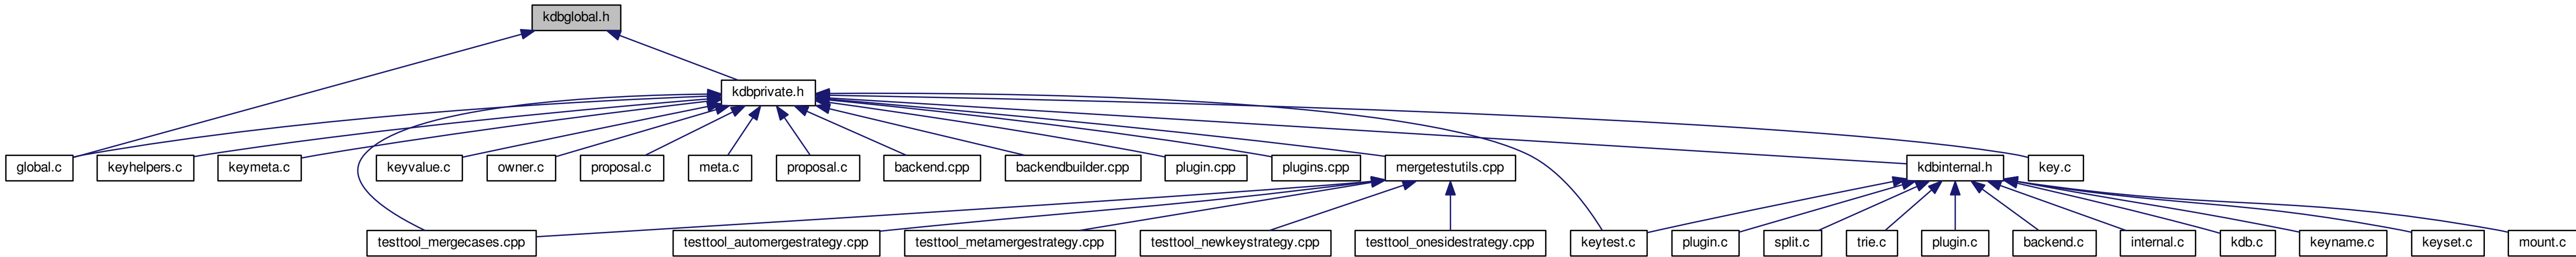 kdbglobal.h
kdbprivate.h
global.c
keyhelpers.c
keymeta.c
keyvalue.c
owner.c
proposal.c
meta.c
proposal.c
backend.cpp
backendbuilder.cpp
plugin.cpp
plugins.cpp
mergetestutils.cpp
kdbinternal.h
key.c
testtool_mergecases.cpp
testtool_automergestrategy.cpp
testtool_metamergestrategy.cpp
testtool_newkeystrategy.cpp
testtool_onesidestrategy.cpp
keytest.c
plugin.c
split.c
trie.c
plugin.c
backend.c
internal.c
kdb.c
keyname.c
keyset.c
mount.c